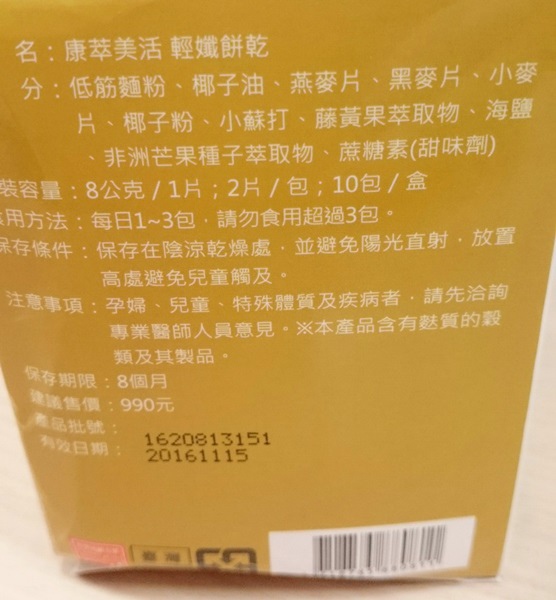 名：康萃美活 輕孅餅乾
分：低筋麵粉、椰子油、燕麥片、黑麥片、小麥
片、椰子粉、小蘇打、藤黃果萃取物、海鹽
、非洲芒果種子萃取物、蔗糖素(甜味劑)
裝容量：8公克/1片；2片/包；10包/盒
食用方法：每日1~3包，請勿食用超過3包。
保存條件：保存在陰涼乾燥處，並避免陽光直射，放置
高處避免兒童觸及。
注意事項：孕婦、兒童、特殊體質及疾病者，請先洽詢
專業醫師人員意見。※本產品含有麩質的穀
類及其製品。
保存期限：8個月
建議售價：990元
產品批號：
1620813151
有效日期：
20161115
臺灣